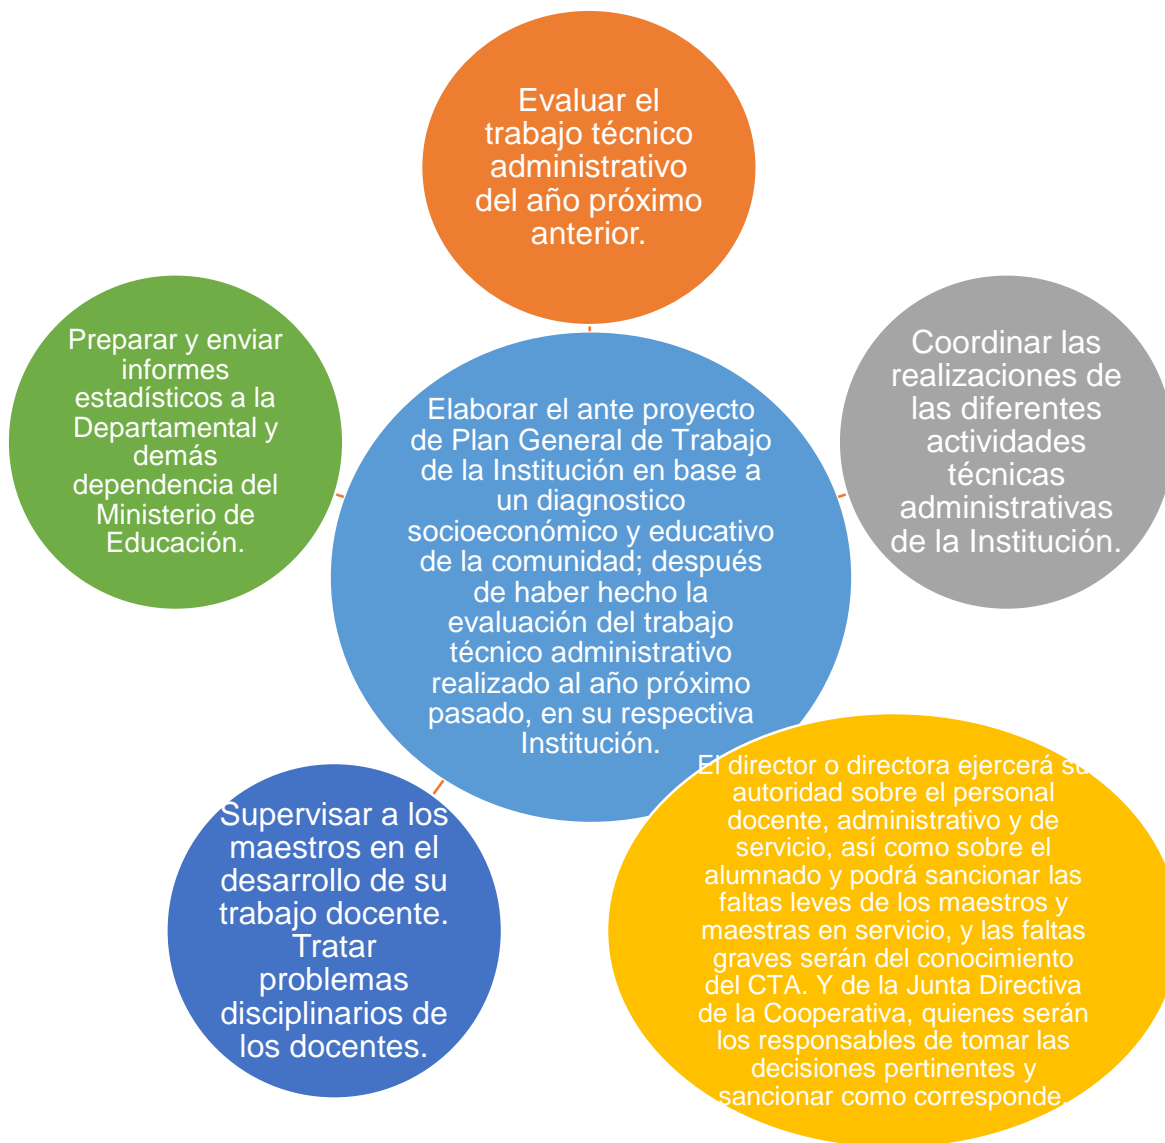 Evaluar el
trabajo técnico
administrativo
del año próximo
anterior.
Preparar y enviar
informes
estadísticos a la
Departamental y
demás
dependencia del
Ministerio de
Educación.
Elaborar el ante proyecto
de Plan General de Trabajo
de la Institución en base a
un diagnostico
socioeconómico y educativo
de la comunidad; después
de haber hecho la
evaluación del trabajo
técnico administrativo
realizado al año próximo
pasado, en su respectiva
Institución.
Coordinar las
realizaciones de
las diferentes
actividades
técnicas
administrativas
de la Institución.
Supervisar a los
maestros en el
desarrollo de su
trabajo docente.
Tratar
problemas
disciplinarios de
los docentes.
El director o directora ejercerá su
autoridad sobre el personal
docente, administrativo y de
servicio, así como sobre el
alumnado y podrá sancionar las
faltas leves de los maestros y
maestras en servicio, y las faltas
graves serán del conocimiento
del CTA. Y de la Junta Directiva
de la Cooperativa, quienes serán
los responsables de tomar las
decisiones pertinentes y
sancionar como corresponde.